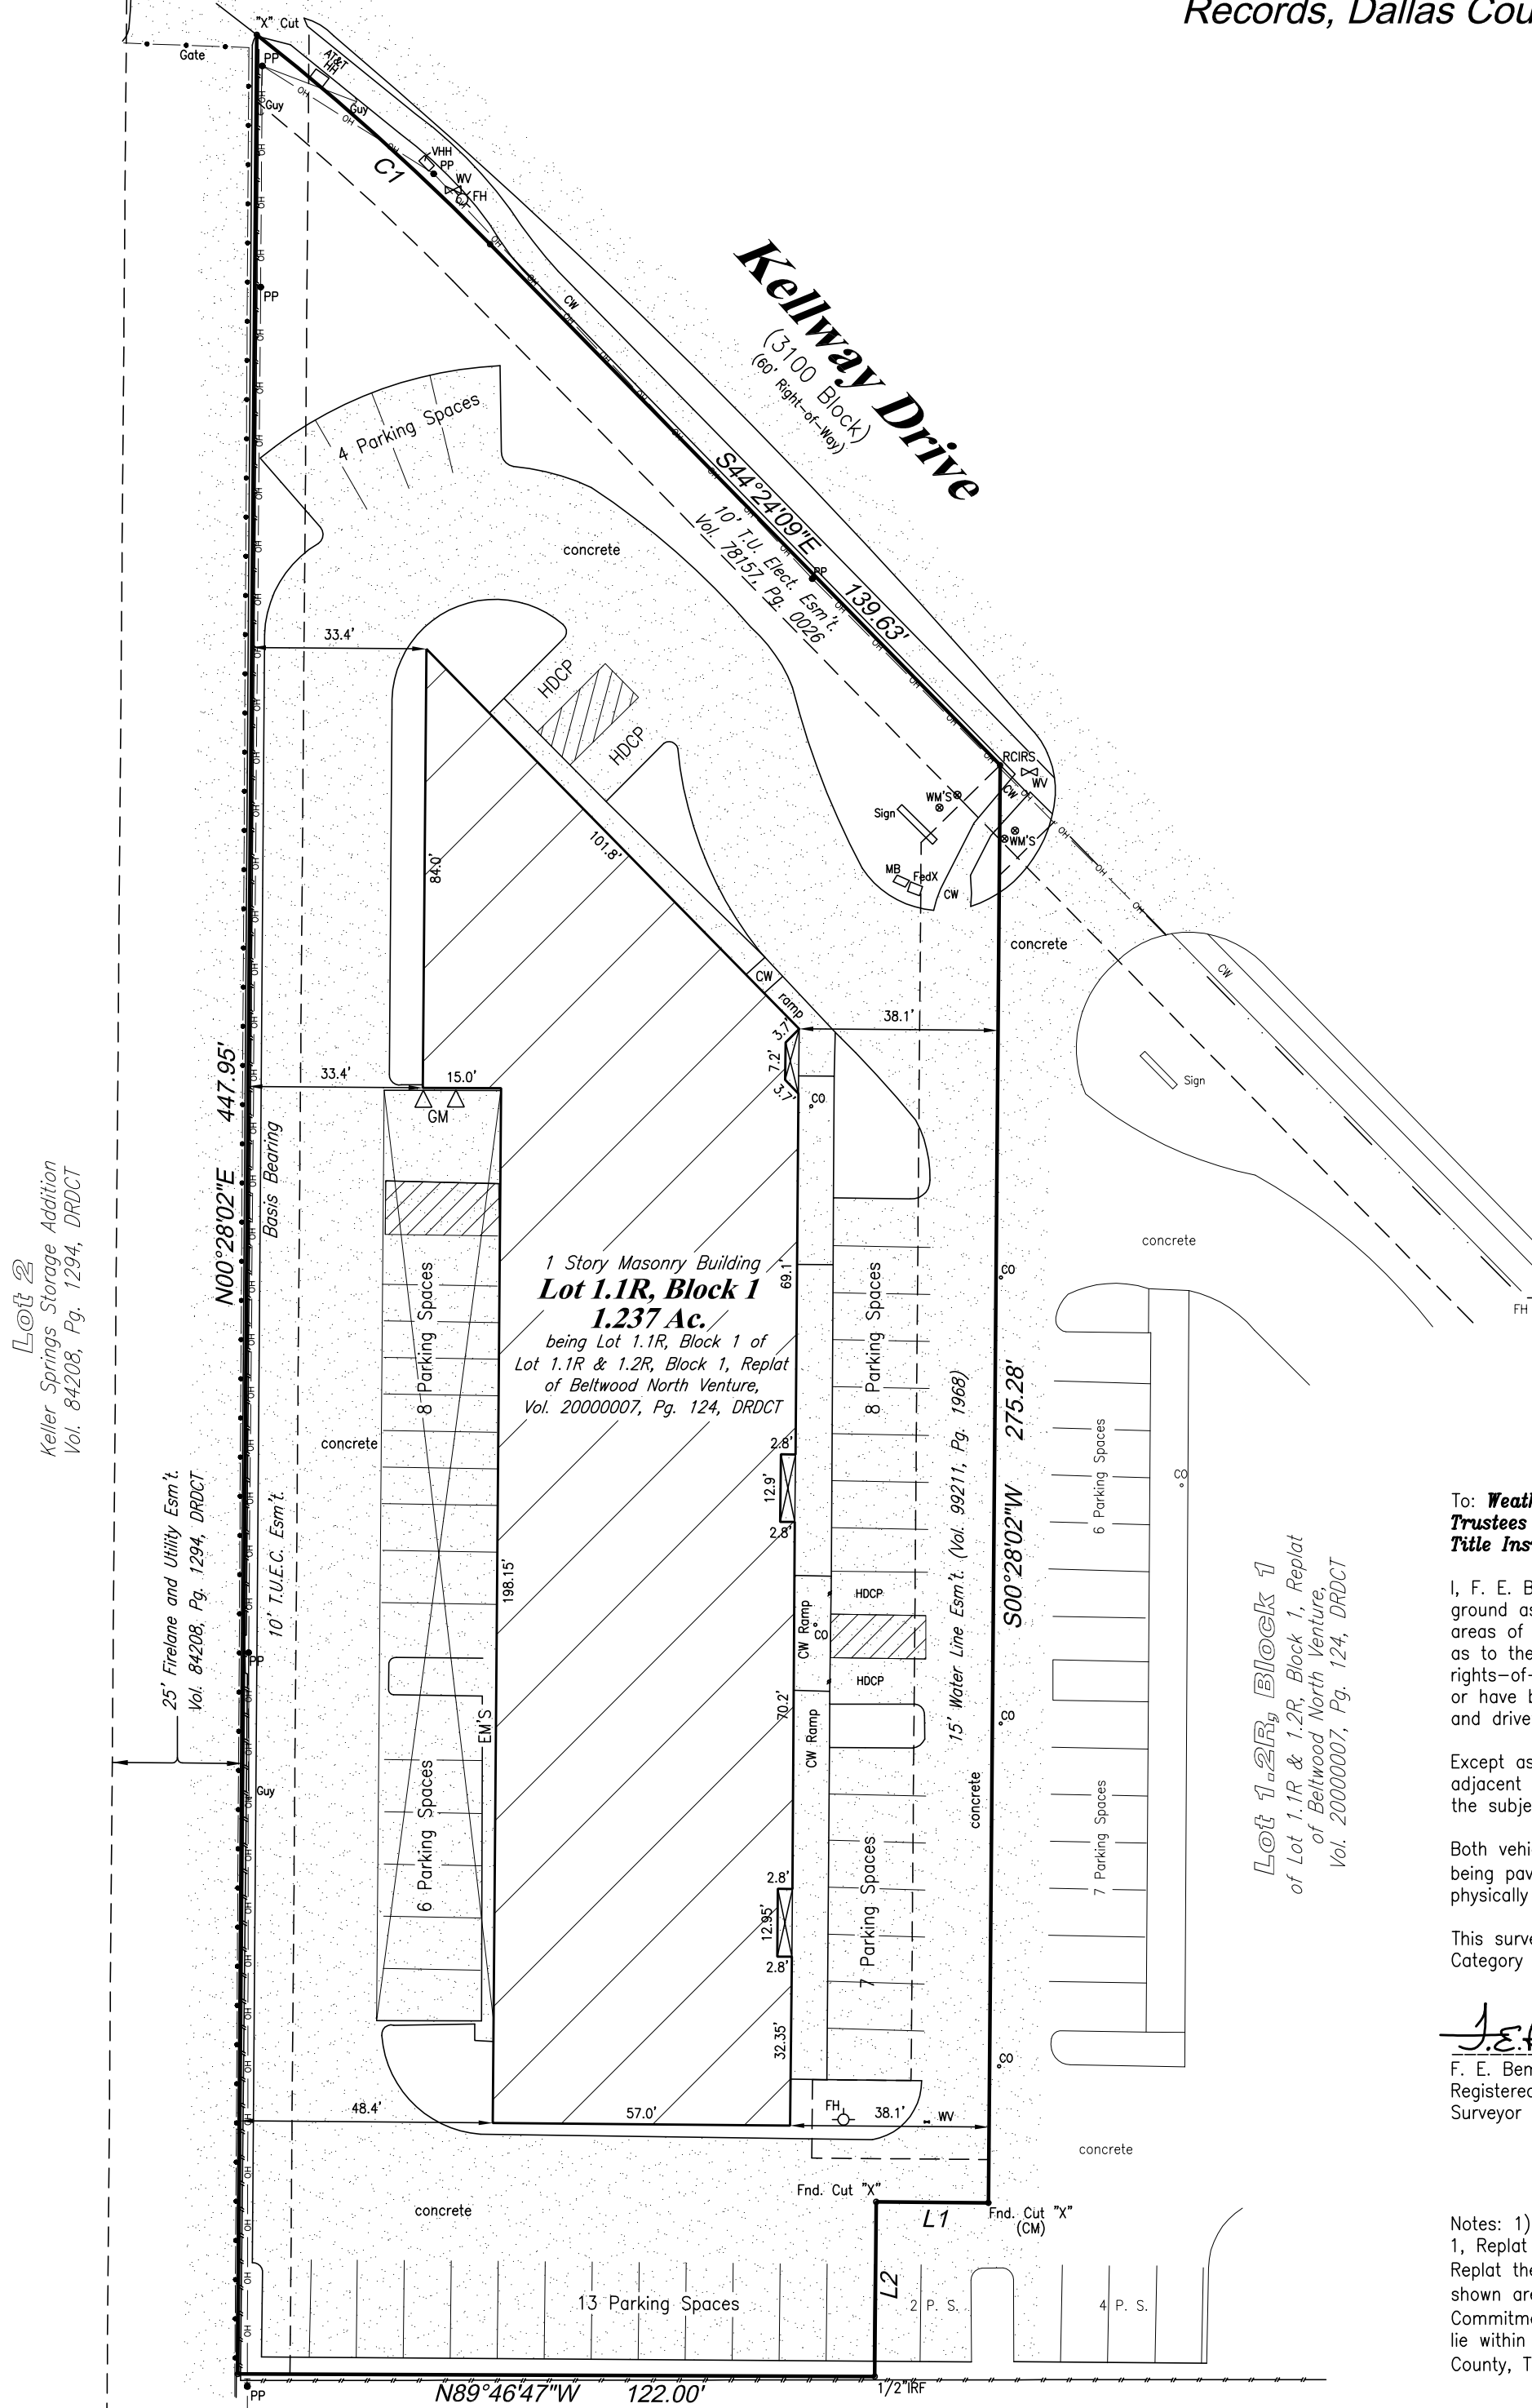 Records, Dallas Cou
"X" Cut
Gate
PP
AT&T
HH
Guy
Guy
OH
C1
VHH
PP
WV
FH
PP
CW
Kellway Drive
(3100 Block)
(60' Right-of-Way)
4 Parking Spaces
S44°24'09"E 139.63'
10' T.U. Elect. Esm't.
Vol. 78157, Pg. 0026
PP
concrete
33.4'
HDCP
HDCP
RCIRS
WV
CW
WM'S
WM'S
Sign
MB
FedX
CW
84.0'
101.8'
concrete
CW
CW
ramp
38.1'
3.7'
7.2'
3.7'
33.4'
15.0'
GM
CO
Sign
N00°28'02"E 447.95'
Basis Bearing
Lot 2
Keller Springs Storage Addition
Vol. 84208, Pg. 1294, DRDCT
1 Story Masonry Building
Lot 1.1R, Block 1
1.237 Ac.
being Lot 1.1R, Block 1 of
Lot 1.1R & 1.2R, Block 1, Replat
of Beltwood North Venture,
Vol. 20000007, Pg. 124, DRDCT
69.1'
8 Parking Spaces
8 Parking Spaces
concrete
CO
FH
concrete
25' Firelane and Utility Esm't.
Vol. 84208, Pg. 1294, DRDCT
10' T.U.E.C. Esm't.
2.8'
12.9'
2.8'
198.15'
15' Water Line Esm't. (Vol. 99211, Pg. 1968)
S00°28'02"W 275.28'
6 Parking Spaces
CO
HDCP
CW Ramp
CO
HDCP
PP
EM'S
70.2'
CW Ramp
CO
Guy
6 Parking Spaces
concrete
7 Parking Spaces
7 Parking Spaces
Lot 1.2R, Block 1
of Lot 1.1R & 1.2R, Block 1, Replat
of Beltwood North Venture,
Vol. 20000007, Pg. 124, DRDCT
2.8'
12.95'
2.8'
32.35'
CO
48.4'
57.0'
FH
38.1'
WV
concrete
Fnd. Cut "X"
L1
Fnd. Cut "X"
(CM)
concrete
L2
13 Parking Spaces
2 P. S.
4 P. S.
PP
N89°46'47"W 122.00'
1/2"IRF
To: Weath
Trustees
Title Ins
I, F. E. B
ground as
areas of
as to the
rights-of-
or have b
and drive
Except as
adjacent
the subje
Both vehi
being pav
physically
This surve
Category
F. E. Ben
Registered
Surveyor
Notes: 1)
1, Replat
Replat the
shown are
Commitme
lie within
County, T